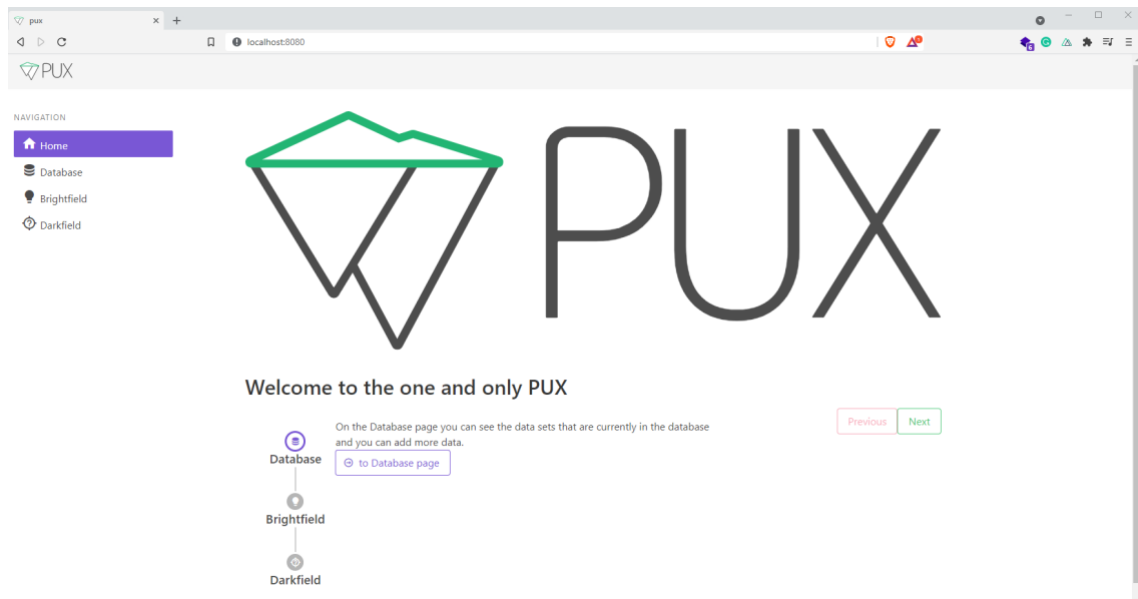 pux
localhost:8080
PUX
NAVIGATION
Home
Database
Brightfield
Darkfield
PUX
Welcome to the one and only PUX
On the Database page you can see the data sets that are currently in the database
and you can add more data.
to Database page
Previous Next
Database
Brightfield
Darkfield